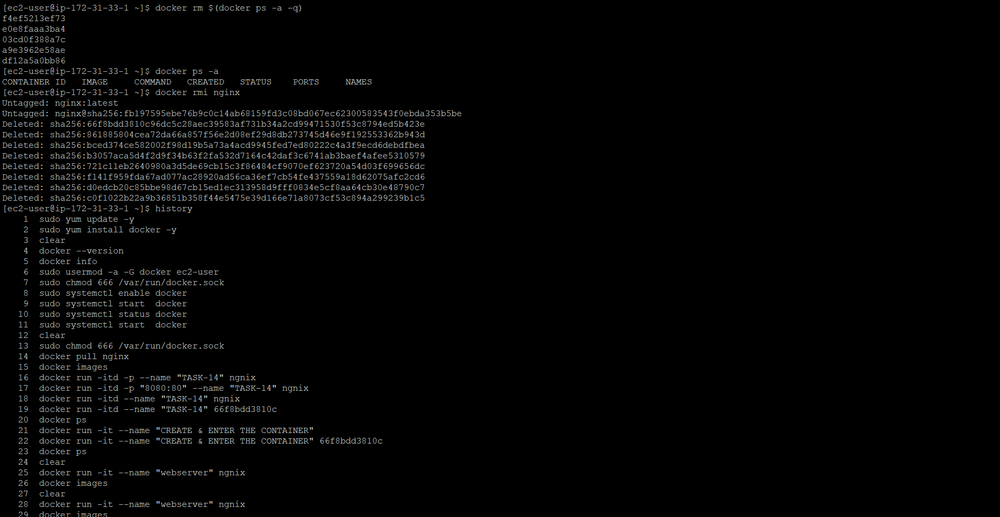 [ec2-user@ip-172-31-33-1 ~]$ docker rm $(docker ps -a -q)
f4ef5213ef73
e0e8faaa3ba4
03cd0f388a7c
a9e3962e58ae
df12a5a0bb86
[ec2-user@ip-172-31-33-1 ~]$ docker ps -a
CONTAINER ID   IMAGE     COMMAND   CREATED   STATUS    PORTS     NAMES
[ec2-user@ip-172-31-33-1 ~]$ docker rmi nginx
Untagged: nginx:latest
Untagged: nginx@sha256:fb197595ebe76b9c0c14ab68159fd3c08bd067ec62300583543f0ebda353b5be
Deleted: sha256:66f8bdd3810c96dc5c28aec39583af731b34a2cd99471530f53c8794ed5b423e
Deleted: sha256:861885804cea72da66a857f56e2d08ef29d8db273745d46e9f192553362b943d
Deleted: sha256:bced374ce582002f98d19b5a73a4acd9945fed7ed80222c4a3f9ecd6debdfbea
Deleted: sha256:b3057aca5d4f2d9f34b63f2fa532d7164c42daf3c6741ab3baef4afee5310579
Deleted: sha256:721c11eb2640980a3d5de69cb15c3f86484cf9070ef623720a54d03f699656dc
Deleted: sha256:f141f959fda67ad077ac28920ad56ca36ef7cb54fe437559a18d62075afc2cd6
Deleted: sha256:d0edcb20c85bbe98d67cb15ed1ec313958d9fff0834e5cf8aa64cb30e48790c7
Deleted: sha256:c0f1022b22a9b36851b358f44e5475e39d166e71a8073cf53c894a299239b1c5
[ec2-user@ip-172-31-33-1 ~]$ history
    1  sudo yum update -y
    2  sudo yum install docker -y
    3  clear
    4  docker --version
    5  docker info
    6  sudo usermod -a -G docker ec2-user
    7  sudo chmod 666 /var/run/docker.sock
    8  sudo systemctl enable docker
    9  sudo systemctl start  docker
   10  sudo systemctl status docker
   11  sudo systemctl start  docker
   12  clear
   13  sudo chmod 666 /var/run/docker.sock
   14  docker pull nginx
   15  docker images
   16  docker run -itd -p --name "TASK-14" ngnix
   17  docker run -itd -p "8080:80" --name "TASK-14" ngnix
   18  docker run -itd --name "TASK-14" ngnix
   19  docker run -itd --name "TASK-14" 66f8bdd3810c
   20  docker ps
   21  docker run -it --name "CREATE & ENTER THE CONTAINER"
   22  docker run -it --name "CREATE & ENTER THE CONTAINER" 66f8bdd3810c
   23  docker ps
   24  clear
   25  docker run -it --name "webserver" ngnix
   26  docker images
   27  clear
   28  docker run -it --name "webserver" ngnix
   29  docker images